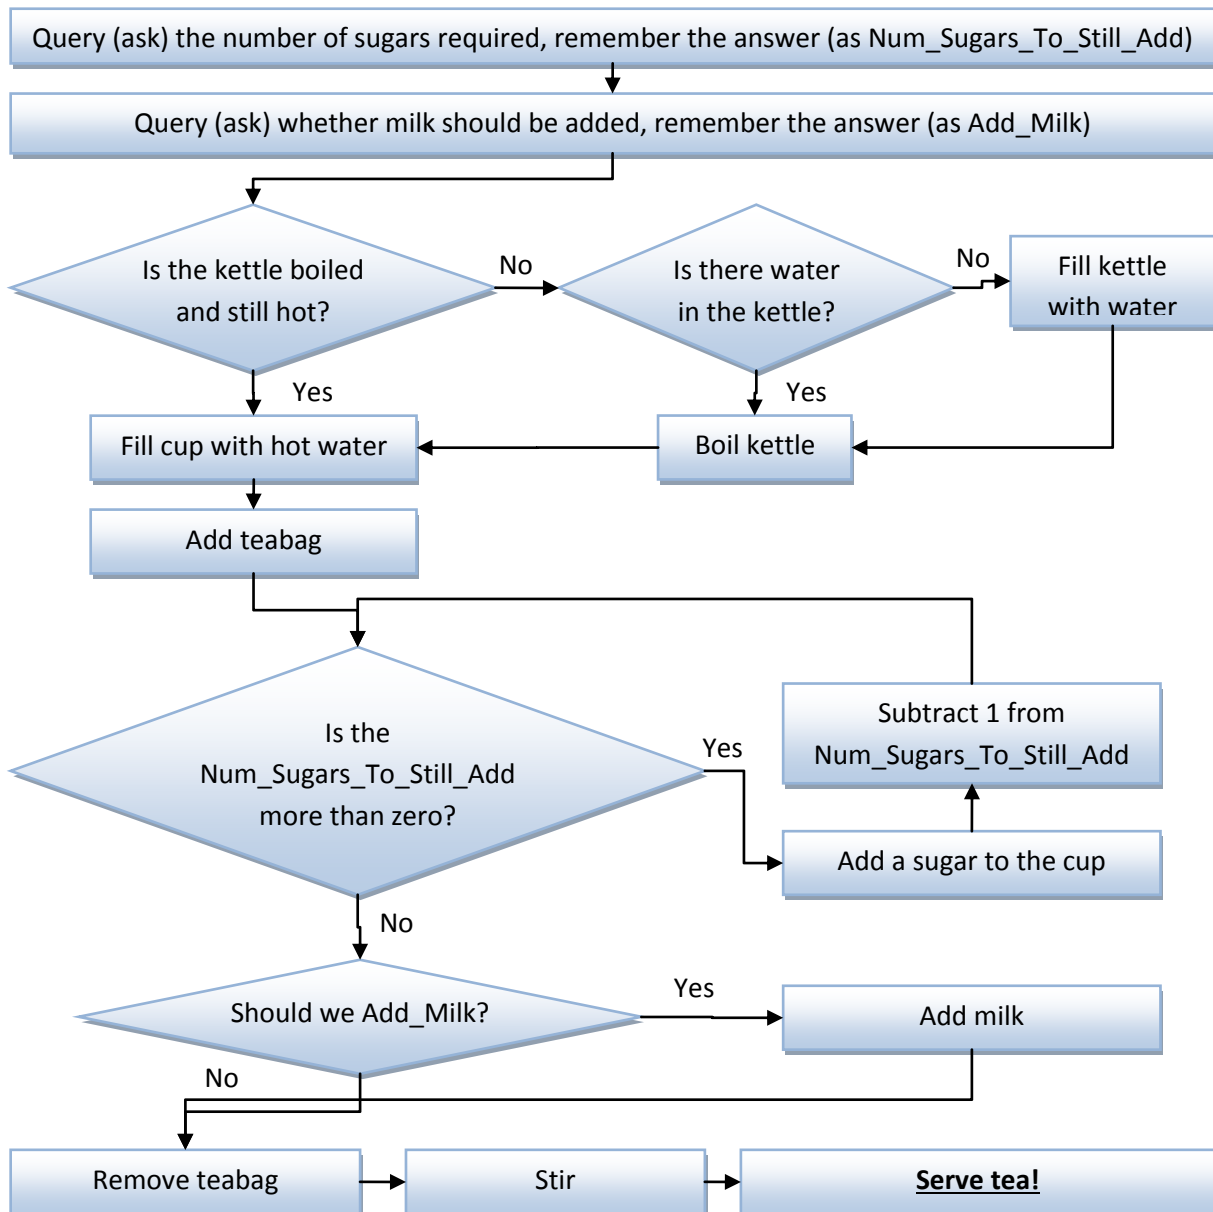 Query (ask) the number of sugars required, remember the answer (as Num_Sugars_To_Still_Add)
Query (ask) whether milk should be added, remember the answer (as Add_Milk)
Is the kettle boiled
and still hot?
No
Is there water
in the kettle?
No
Fill kettle
with water
Yes
Yes
Fill cup with hot water
Boil kettle
Add teabag
Is the
Num_Sugars_To_Still_Add
more than zero?
Yes
Subtract 1 from
Num_Sugars_To_Still_Add
Add a sugar to the cup
No
Should we Add_Milk?
Yes
Add milk
No
Remove teabag
Stir
Serve tea!